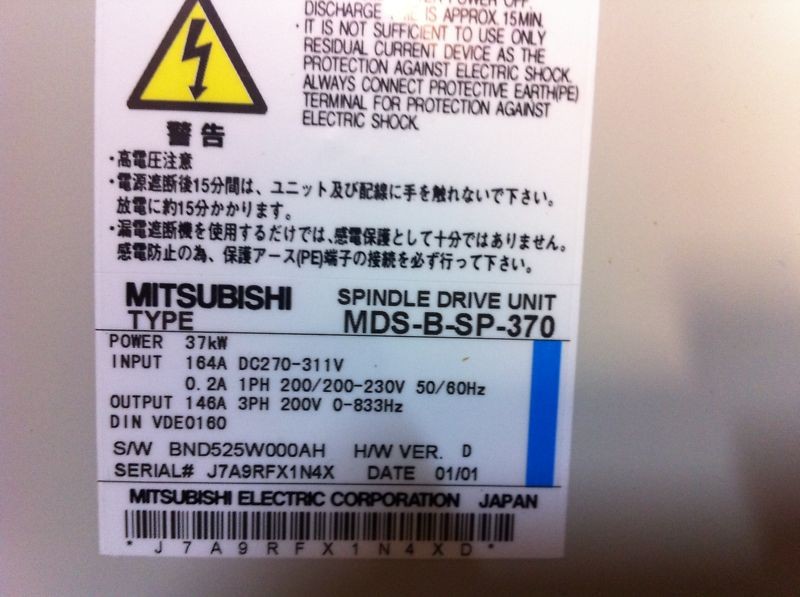 POWER OFF.
DISCHARGE IS APPROX. 15MIN.
・IT IS NOT SUFFICIENT TO USE ONLY
RESIDUAL CURRENT DEVICE AS THE
PROTECTION AGAINST ELECTRIC SHOCK.
ALWAYS CONNECT PROTECTIVE EARTH(PE)
TERMINAL FOR PROTECTION AGAINST
ELECTRIC SHOCK.
警告
・高電圧注意
・電源遮断後15分間は、ユニット及び配線に手を触れないで下さい。
放電に約15分かかります。
・漏電遮断機を使用するだけでは、感電保護として十分ではありません。
感電防止の為、保護アース(PE)端子の接続を必ず行って下さい。
MITSUBISHI SPINDLE DRIVE UNIT
TYPE MDS-B-SP-370
POWER 37kW
INPUT 164A DC270-311V
0.2A 1PH 200/200-230V 50/60Hz
OUTPUT 146A 3PH 200V 0-833Hz
DIN VDE0160
S/W BND525W000AH H/W VER. D
SERIAL# J7A9RFX1N4X DATE 01/01
MITSUBISHI ELECTRIC CORPORATION JAPAN
*J7A9RFX1N4XD*